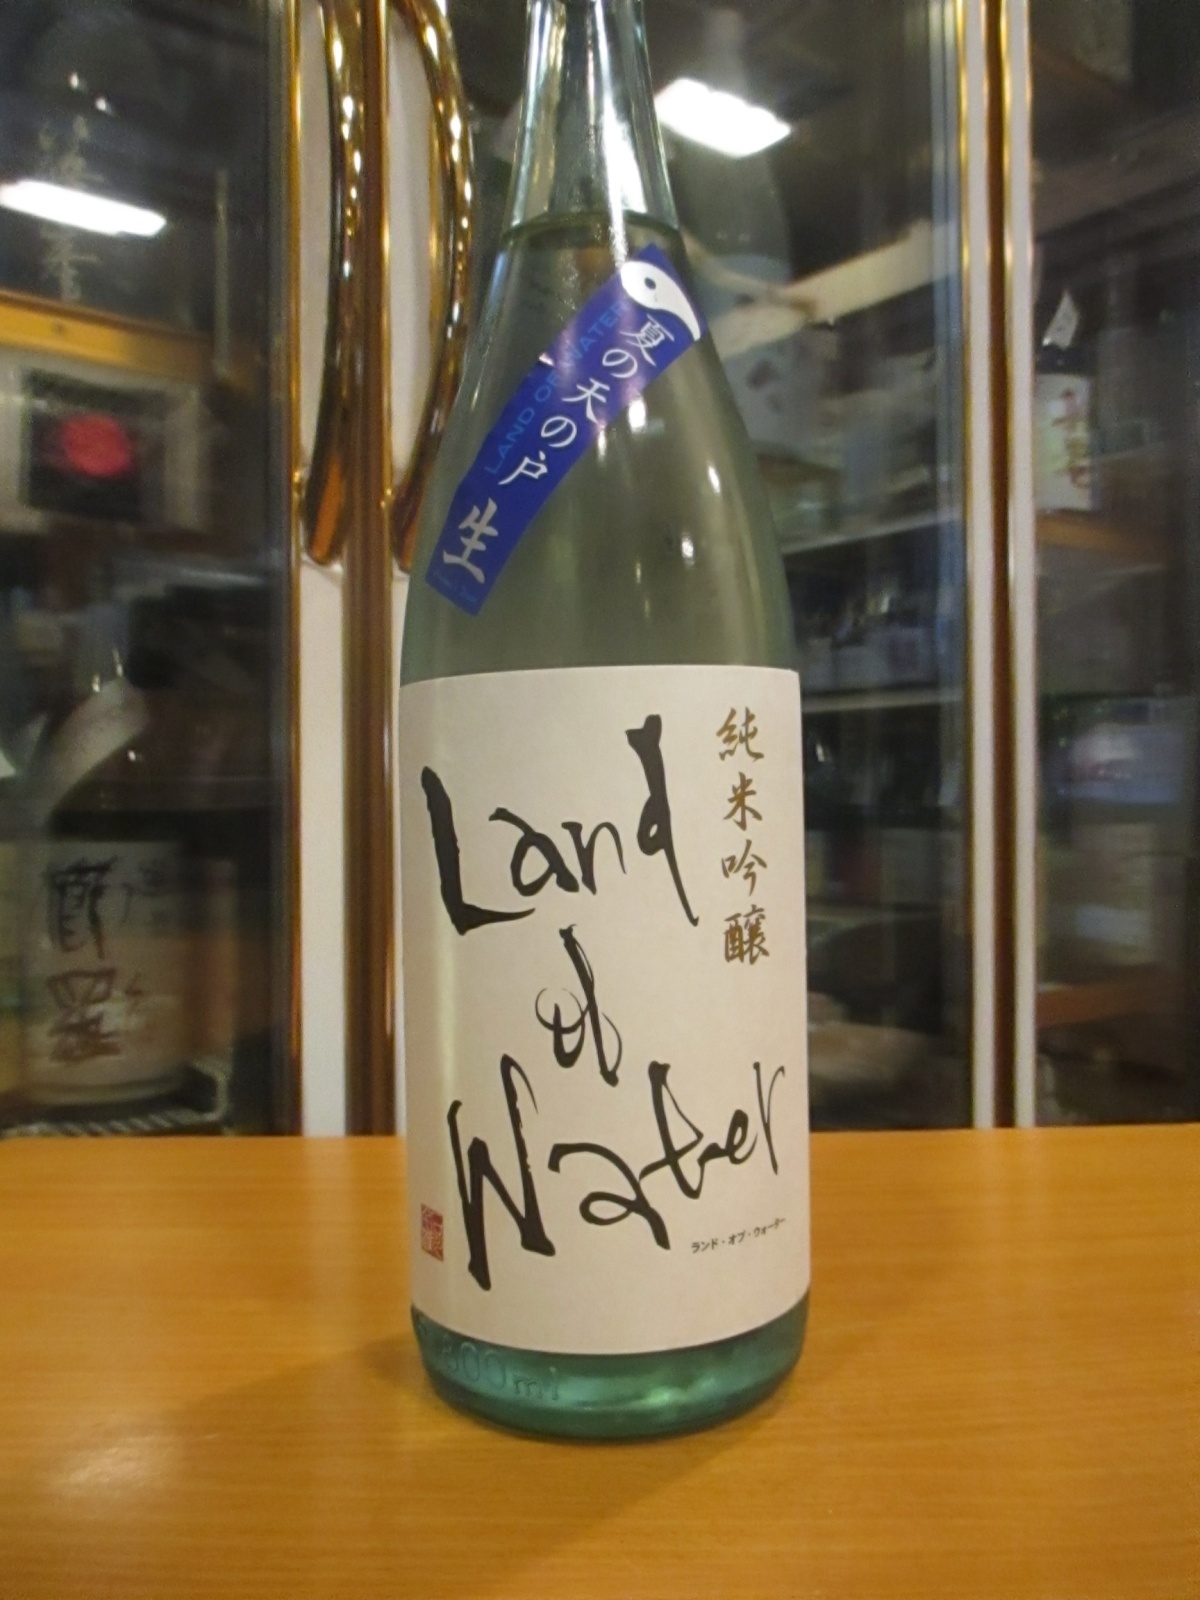 夏の天の戸
生
LAND OF WATER
純米吟醸
Land
of
Water
ランド・オブ・ウォーター
1800ml